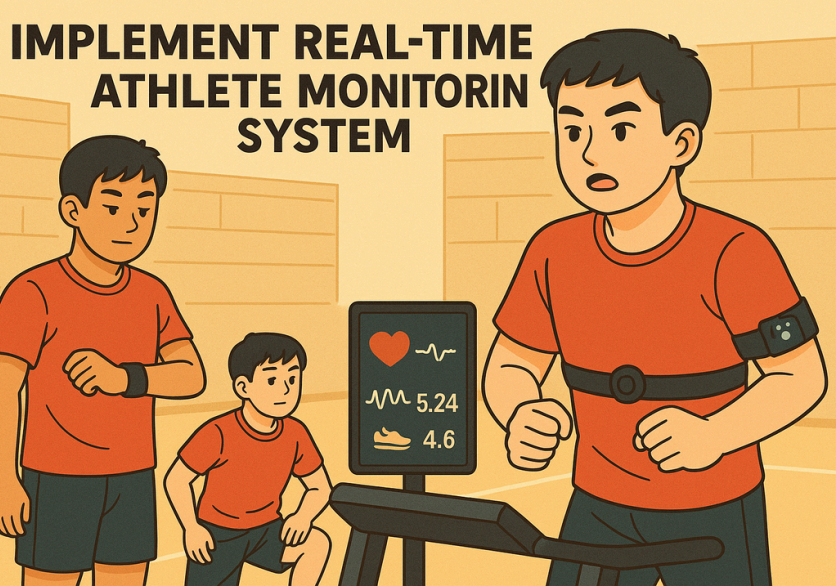 IMPLEMENT REAL-TIME
ATHLETE MONITORIN
SYSTEM
5.24
4.6